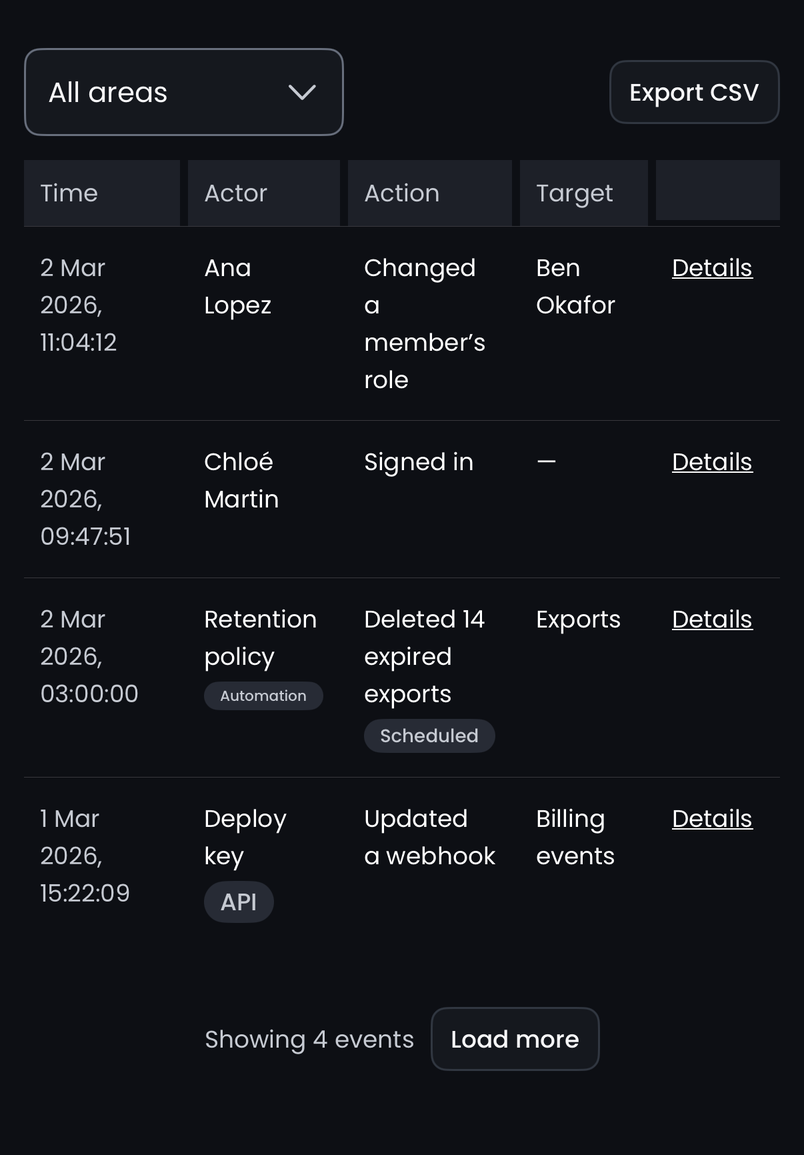 All areas
Export CSV
Time Actor Action Target
2 Mar 2026, 11:04:12
Ana Lopez
Changed a member’s role
Ben Okafor
Details
2 Mar 2026, 09:47:51
Chloé Martin
Signed in
—
Details
2 Mar 2026, 03:00:00
Retention policy
Automation
Deleted 14 expired exports
Scheduled
Exports
Details
1 Mar 2026, 15:22:09
Deploy key
API
Updated a webhook
Billing events
Details
Showing 4 events
Load more